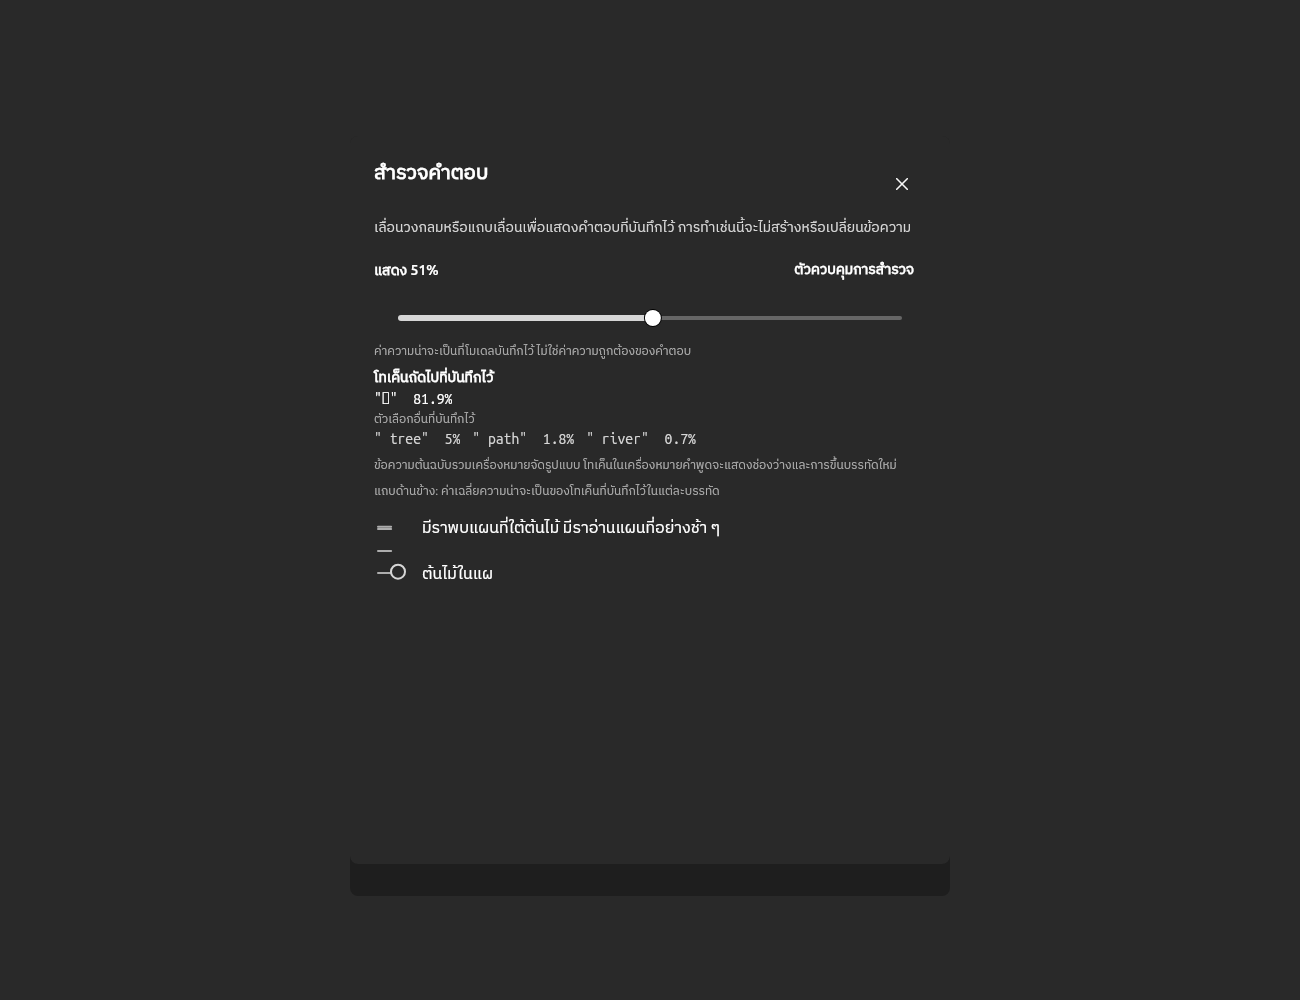 สำรวจคำตอบ
เลื่อนวงกลมหรือแถบเลื่อนเพื่อแสดงคำตอบที่บันทึกไว้ การทำเช่นนี้จะไม่สร้างหรือเปลี่ยนข้อความ
แสดง 51% ตัวควบคุมการสำรวจ
ค่าความน่าจะเป็นที่โมเดลบันทึกไว้ ไม่ใช่ค่าความถูกต้องของคำตอบ
โทเค็นถัดไปที่บันทึกไว้
"▯" 81.9%
ตัวเลือกอื่นที่บันทึกไว้
" tree" 5% " path" 1.8% " river" 0.7%
ข้อความต้นฉบับรวมเครื่องหมายจัดรูปแบบ โทเค็นในเครื่องหมายคำพูดจะแสดงช่องว่างและการขึ้นบรรทัดใหม่
แถบด้านข้าง: ค่าเฉลี่ยความน่าจะเป็นของโทเค็นที่บันทึกไว้ในแต่ละบรรทัด
มีราพบแผนที่ใต้ต้นไม้ มีราอ่านแผนที่อย่างช้า ๆ
ต้นไม้ในแผ